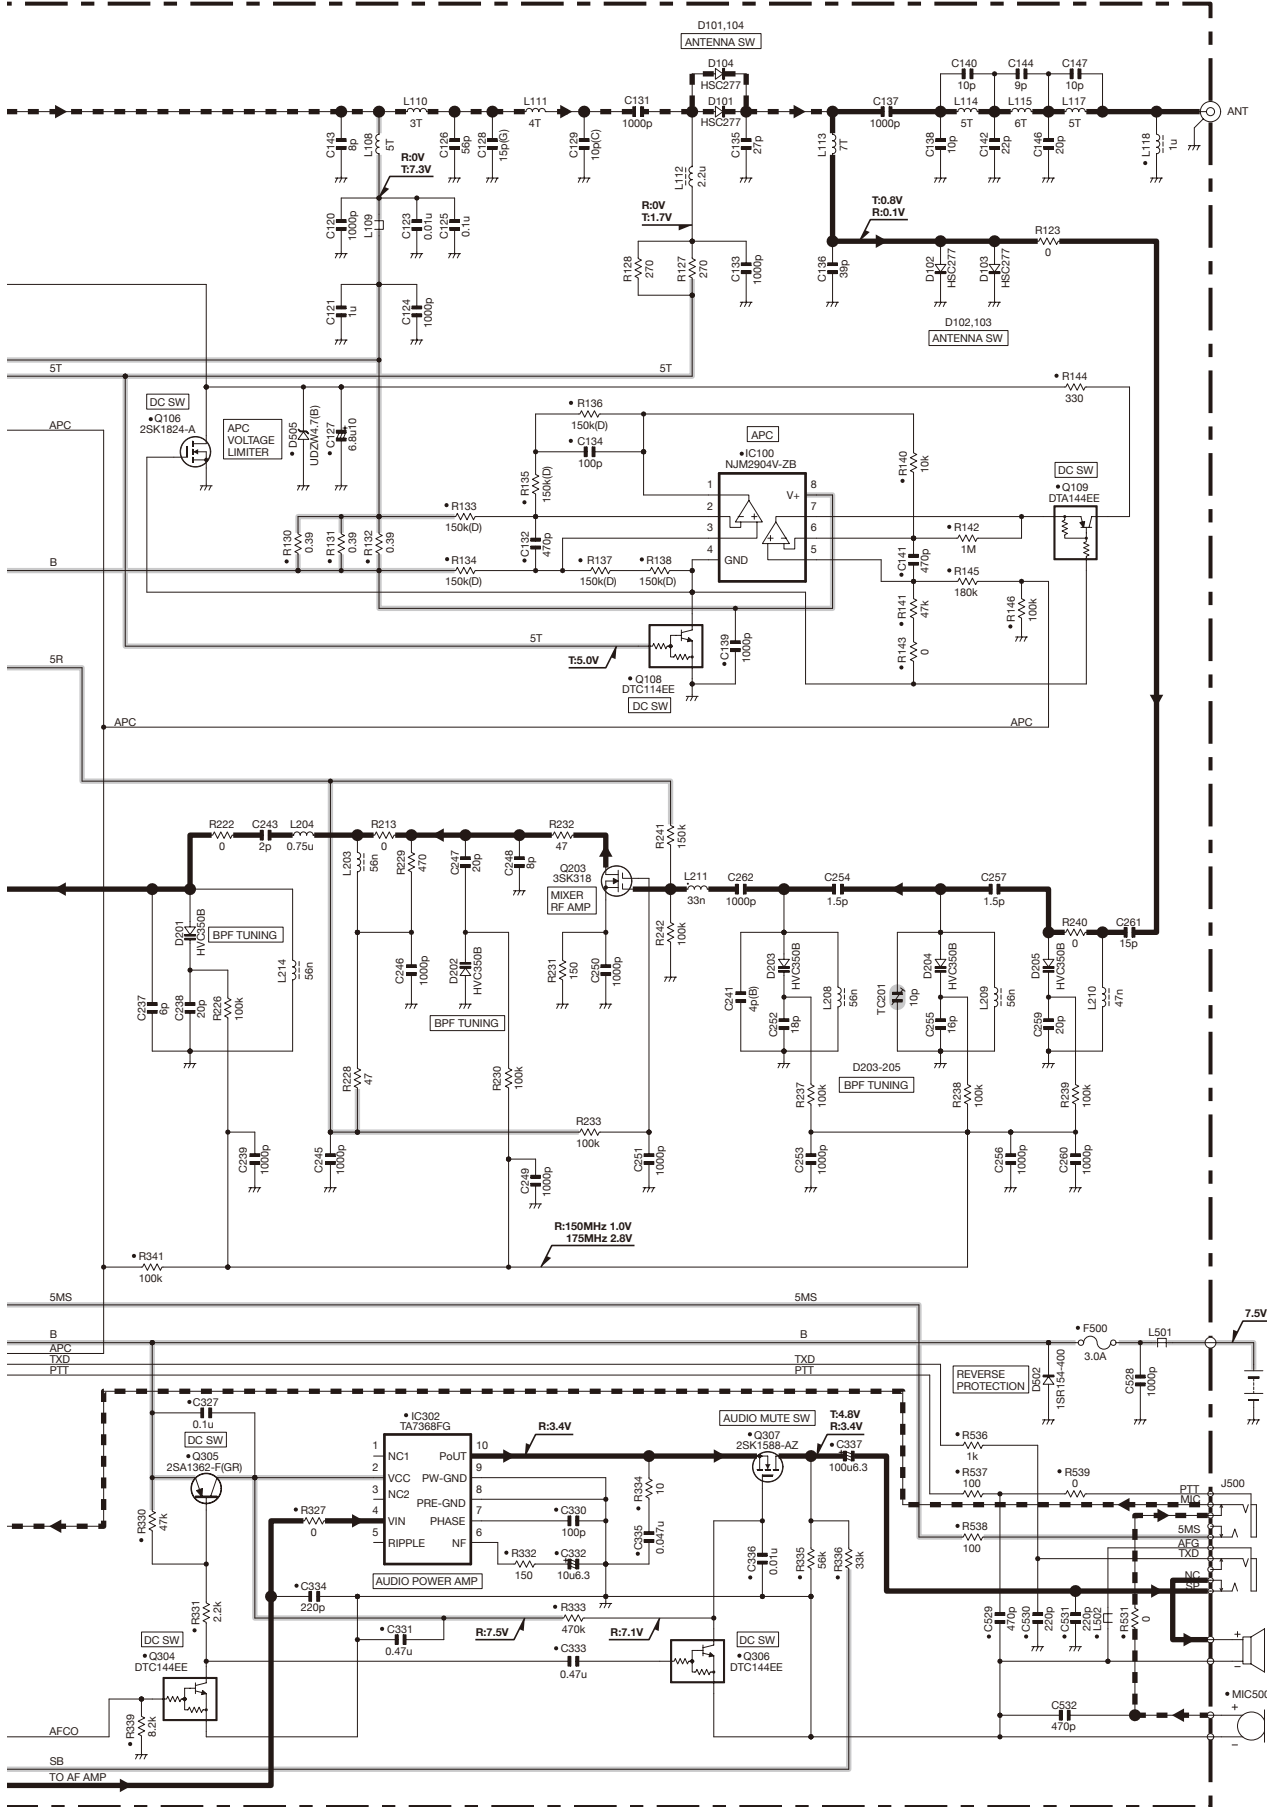 D101,104
ANTENNA SW
D104
HSC277
D101
HSC277
C140
10p
C144
9p
C147
10p
L110
3T
L111
4T
C131
1000p
C137
1000p
L114
5T
L115
6T
L117
5T
ANT
C143
8p
L108
5T
C126
56p
C128
15p(G)
C129
10p(C)
C135
27p
L113
7T
C138
10p
C142
22p
C146
20p
L118
1u
R:0V
T:7.3V
L112
2.2u
C120
1000p
L109
C123
0.01u
C125
0.1u
R:0V
T:1.7V
T:0.8V
R:0.1V
R123
0
R128
270
R127
270
C133
1000p
C136
39p
D102
HSC277
D103
HSC277
D102,103
ANTENNA SW
C121
1u
C124
1000p
5T
5T
R144
330
DC SW
Q106
2SK1824-A
APC
VOLTAGE
LIMITER
D505
UDZW4.7(B)
C127
6.8u10
APC
R136
150k(D)
C134
100p
R135
150k(D)
APC
IC100
NJM2904V-ZB
1
2
3
4
GND
8
V+
7
6
5
R140
10k
DC SW
Q109
DTA144EE
R133
150k(D)
R130
0.39
R131
0.39
R132
0.39
C132
470p
R142
1M
C141
470p
B
R134
150k(D)
R137
150k(D)
R138
150k(D)
R145
180k
R141
47k
R146
100k
5T
T:5.0V
C139
1000p
R143
0
5R
Q108
DTC114EE
DC SW
APC
APC
R222
0
C243
2p
L204
0.75u
R213
0
R232
47
R241
150k
L203
56n
R229
470
C247
20p
C248
8p
Q203
3SK318
MIXER
RF AMP
L211
33n
C262
1000p
C254
1.5p
C257
1.5p
R240
0
C261
15p
D201
HVC350B
BPF TUNING
L214
56n
C246
1000p
D202
HVC350B
R231
150
C250
1000p
R242
100k
C241
4p(B)
D203
HVC350B
L208
56n
TC201
10p
D204
HVC350B
L209
56n
D205
HVC350B
L210
47n
C237
6p
C238
20p
R226
100k
BPF TUNING
C252
18p
C255
16p
C259
20p
R228
47
R230
100k
D203-205
BPF TUNING
R237
100k
R238
100k
R239
100k
R233
100k
C239
1000p
C245
1000p
C249
1000p
C251
1000p
C253
1000p
C256
1000p
C260
1000p
R:150MHz 1.0V
175MHz 2.8V
R341
100k
5MS
5MS
7.5V
B
B
APC
TXD
TXD
PTT
PTT
F500
3.0A
L501
REVERSE
PROTECTION
D502
1SR154-400
C528
1000p
C327
0.1u
DC SW
Q305
2SA1362-F(GR)
IC302
TA7368FG
1
NC1
2
VCC
3
NC2
4
VIN
5
RIPPLE
10
PoUT
9
PW-GND
8
PRE-GND
7
PHASE
6
NF
AUDIO POWER AMP
R:3.4V
AUDIO MUTE SW
Q307
2SK1588-AZ
T:4.8V
R:3.4V
C337
100u6.3
R536
1k
R537
100
R539
0
J500
PTT
MIC
5MS
AFG
TXD
NC
SP
R330
47k
R327
0
C330
100p
R334
10
C335
0.047u
R332
150
C332
10u6.3
C336
0.01u
R335
56k
R336
33k
R538
100
C334
220p
R331
2.2k
R333
470k
C331
0.47u
R:7.5V
R:7.1V
C333
0.47u
DC SW
Q304
DTC144EE
DC SW
Q306
DTC144EE
C529
470p
C530
220p
C531
220p
L502
R531
0
+
−
AFCO
R339
8.2k
C532
470p
MIC500
+
−
SB
TO AF AMP